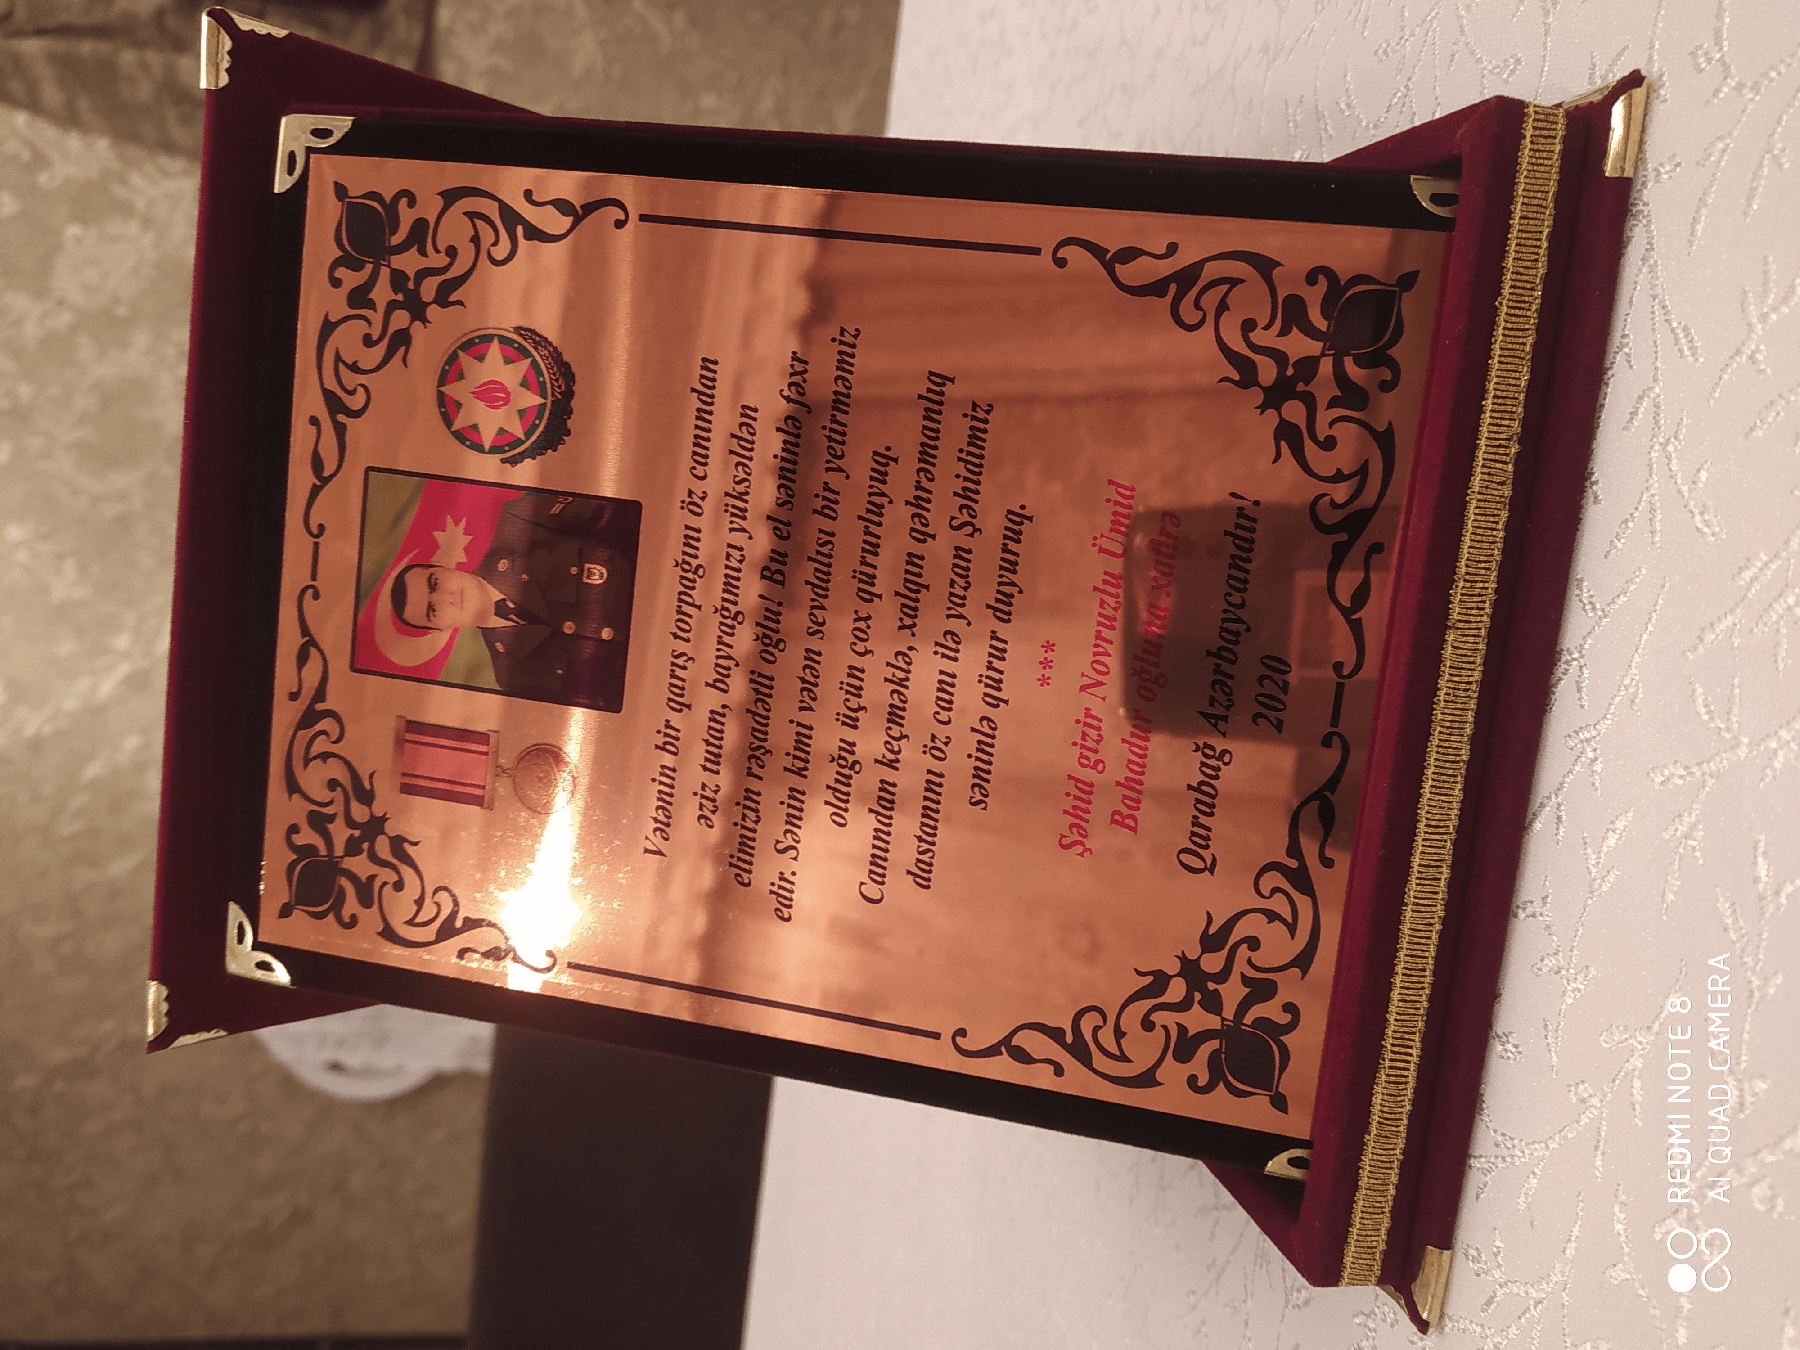 Vətənin bir qarış torpağını öz canından
əziz tutan, bayrağımızı yüksəldən
elimizin rəşadətli oğlu! Bu el səninlə fəxr
edir. Sənin kimi vətən sevdalısı bir yetirməmiz
olduğu üçün çox qürurluyuq.
Canından keçməklə, xalqın qəhrəmanlıq
dastanını öz canı ilə yazan Şəhidimiz
səninlə qürur duyuruq.
***
Şəhid gizir Novruzlu Ümid
Bahadur oğluna xatirə
Qarabağ Azərbaycandır!
2020
REDMI NOTE 8
AI QUAD CAMERA